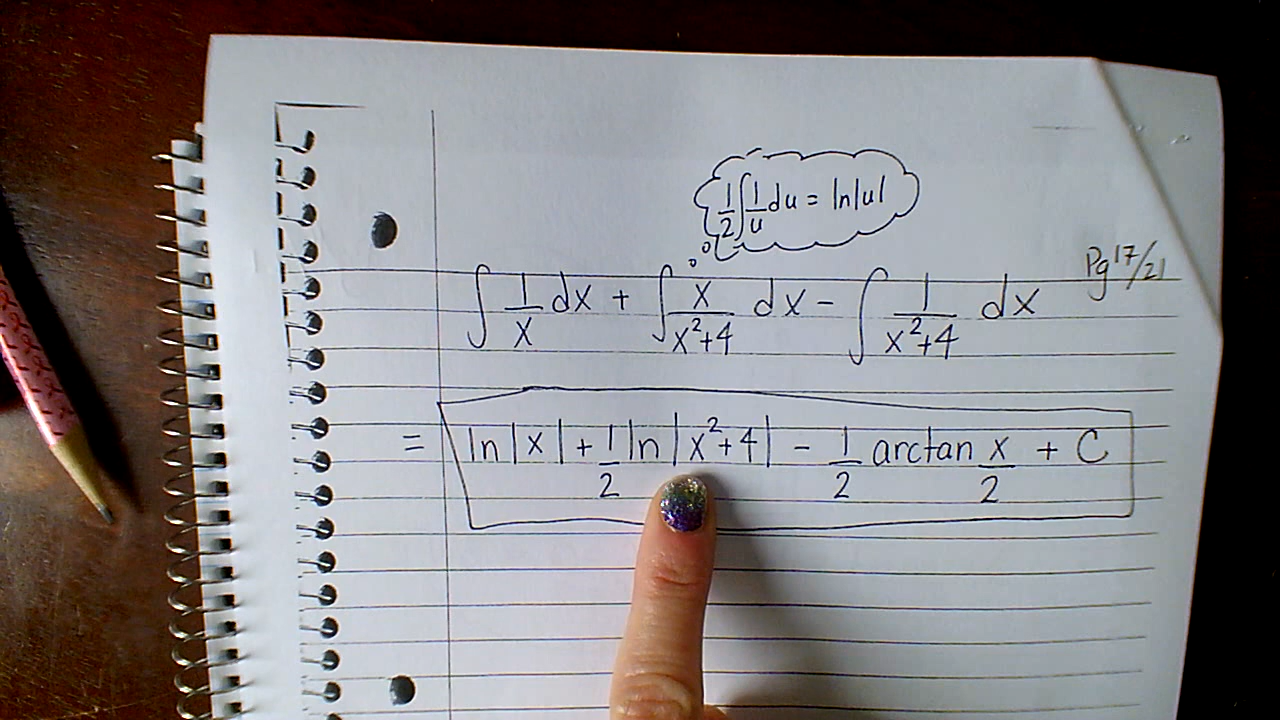 1/2 ∫ 1/u du = ln|u|
Pg 17/21
∫ 1/x dx + ∫ x/(x²+4) dx − ∫ 1/(x²+4) dx
= ln|x| + 1/2 ln|x²+4| − 1/2 arctan x/2 + C